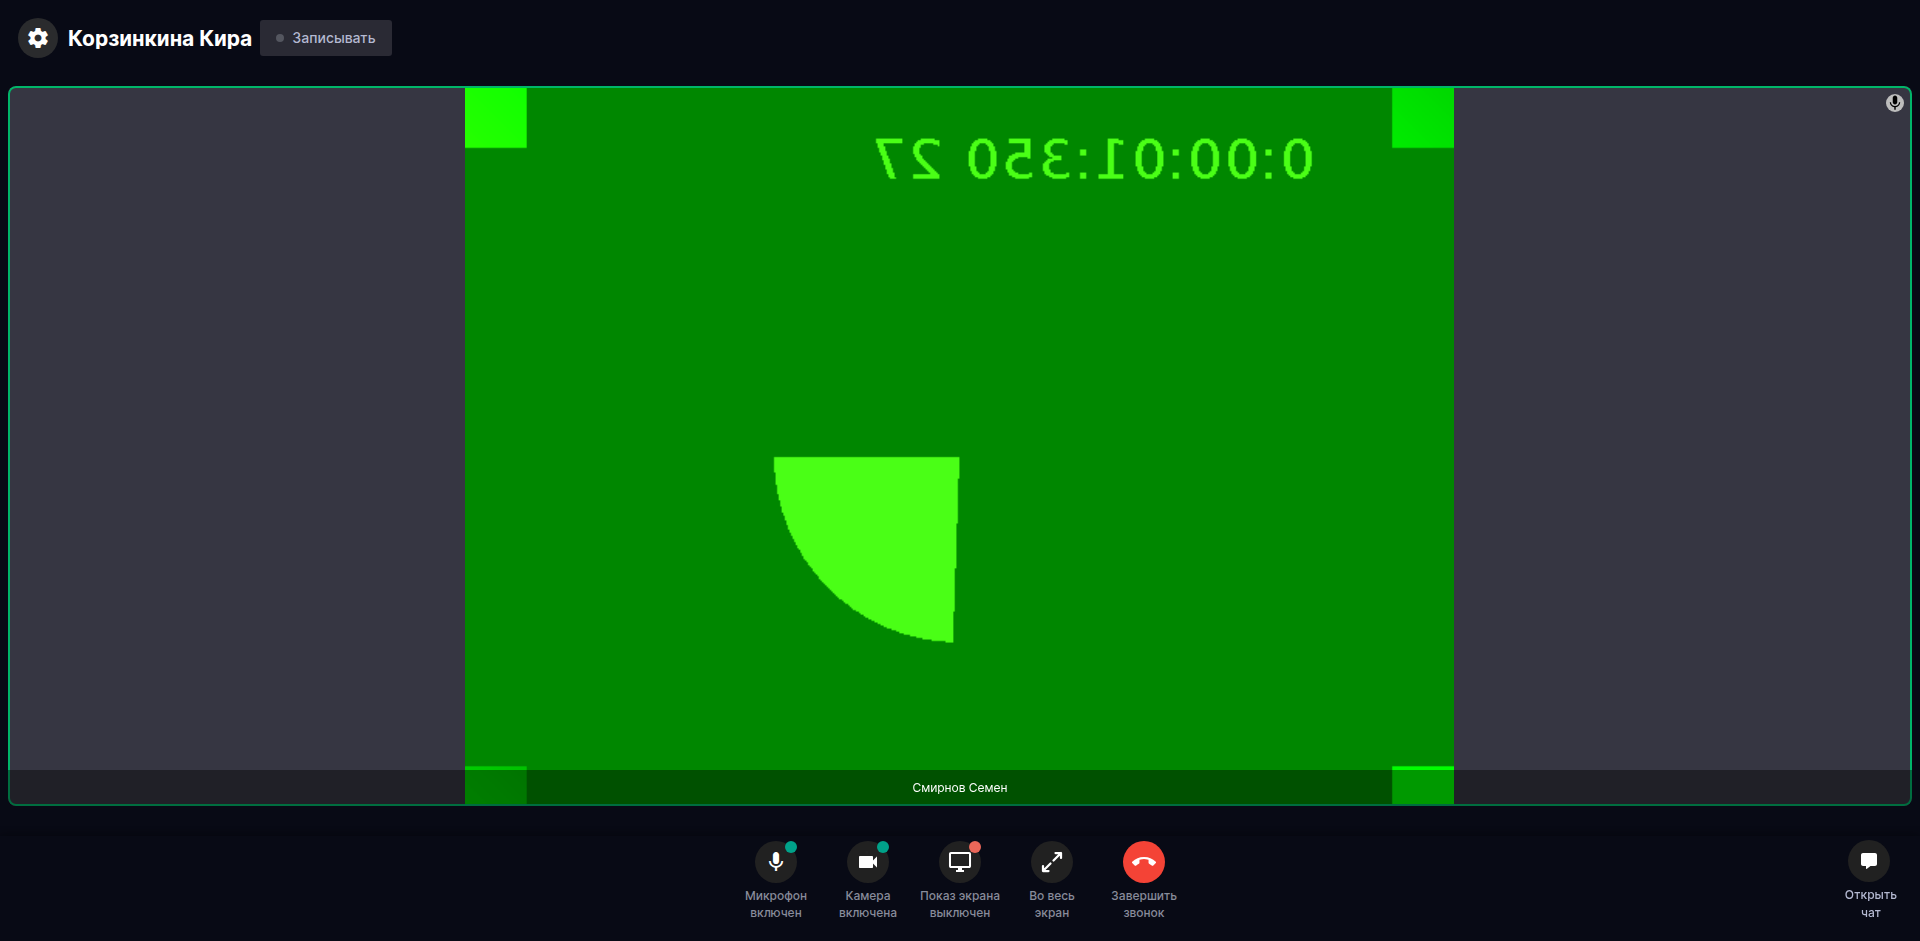 Корзинкина Кира
Записывать
0:00:01:350 27
Смирнов Семен
Микрофон
включен
Камера
включена
Показ экрана
выключен
Во весь
экран
Завершить
звонок
Открыть
чат